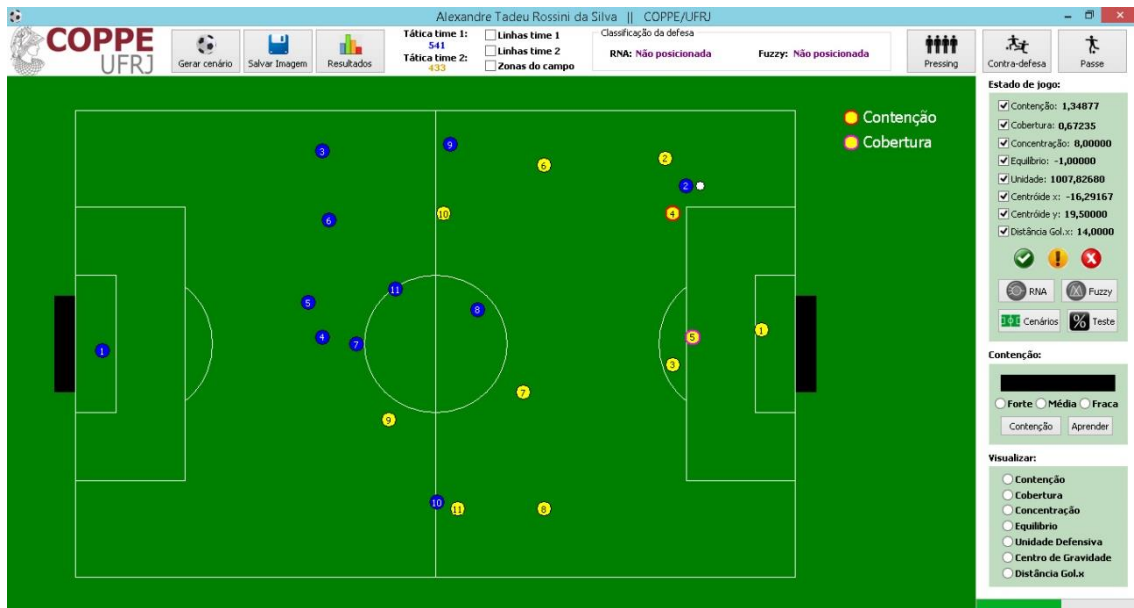 Alexandre Tadeu Rossini da Silva || COPPE/UFRJ
COPPE
UFRJ
Gerar cenário
Salvar Imagem
Resultados
Tática time 1:
541
Tática time 2:
433
Linhas time 1
Linhas time 2
Zonas do campo
Classificação da defesa
RNA: Não posicionada
Fuzzy: Não posicionada
Pressing
Contra-defesa
Passe
Contenção
Cobertura
3
9
6
2
2
10
4
6
5
11
8
1
4
7
5
1
3
7
9
10
11
8
Estado de jogo:
Contenção: 1,34877
Cobertura: 0,67235
Concentração: 8,00000
Equilíbrio: -1,00000
Unidade: 1007,82680
Centróide x: -16,29167
Centróide y: 19,50000
Distância Gol.x: 14,0000
RNA
Fuzzy
Cenários
Teste
Contenção:
Forte Média Fraca
Contenção
Aprender
Visualizar:
Contenção
Cobertura
Concentração
Equilibrio
Unidade Defensiva
Centro de Gravidade
Distância Gol.x